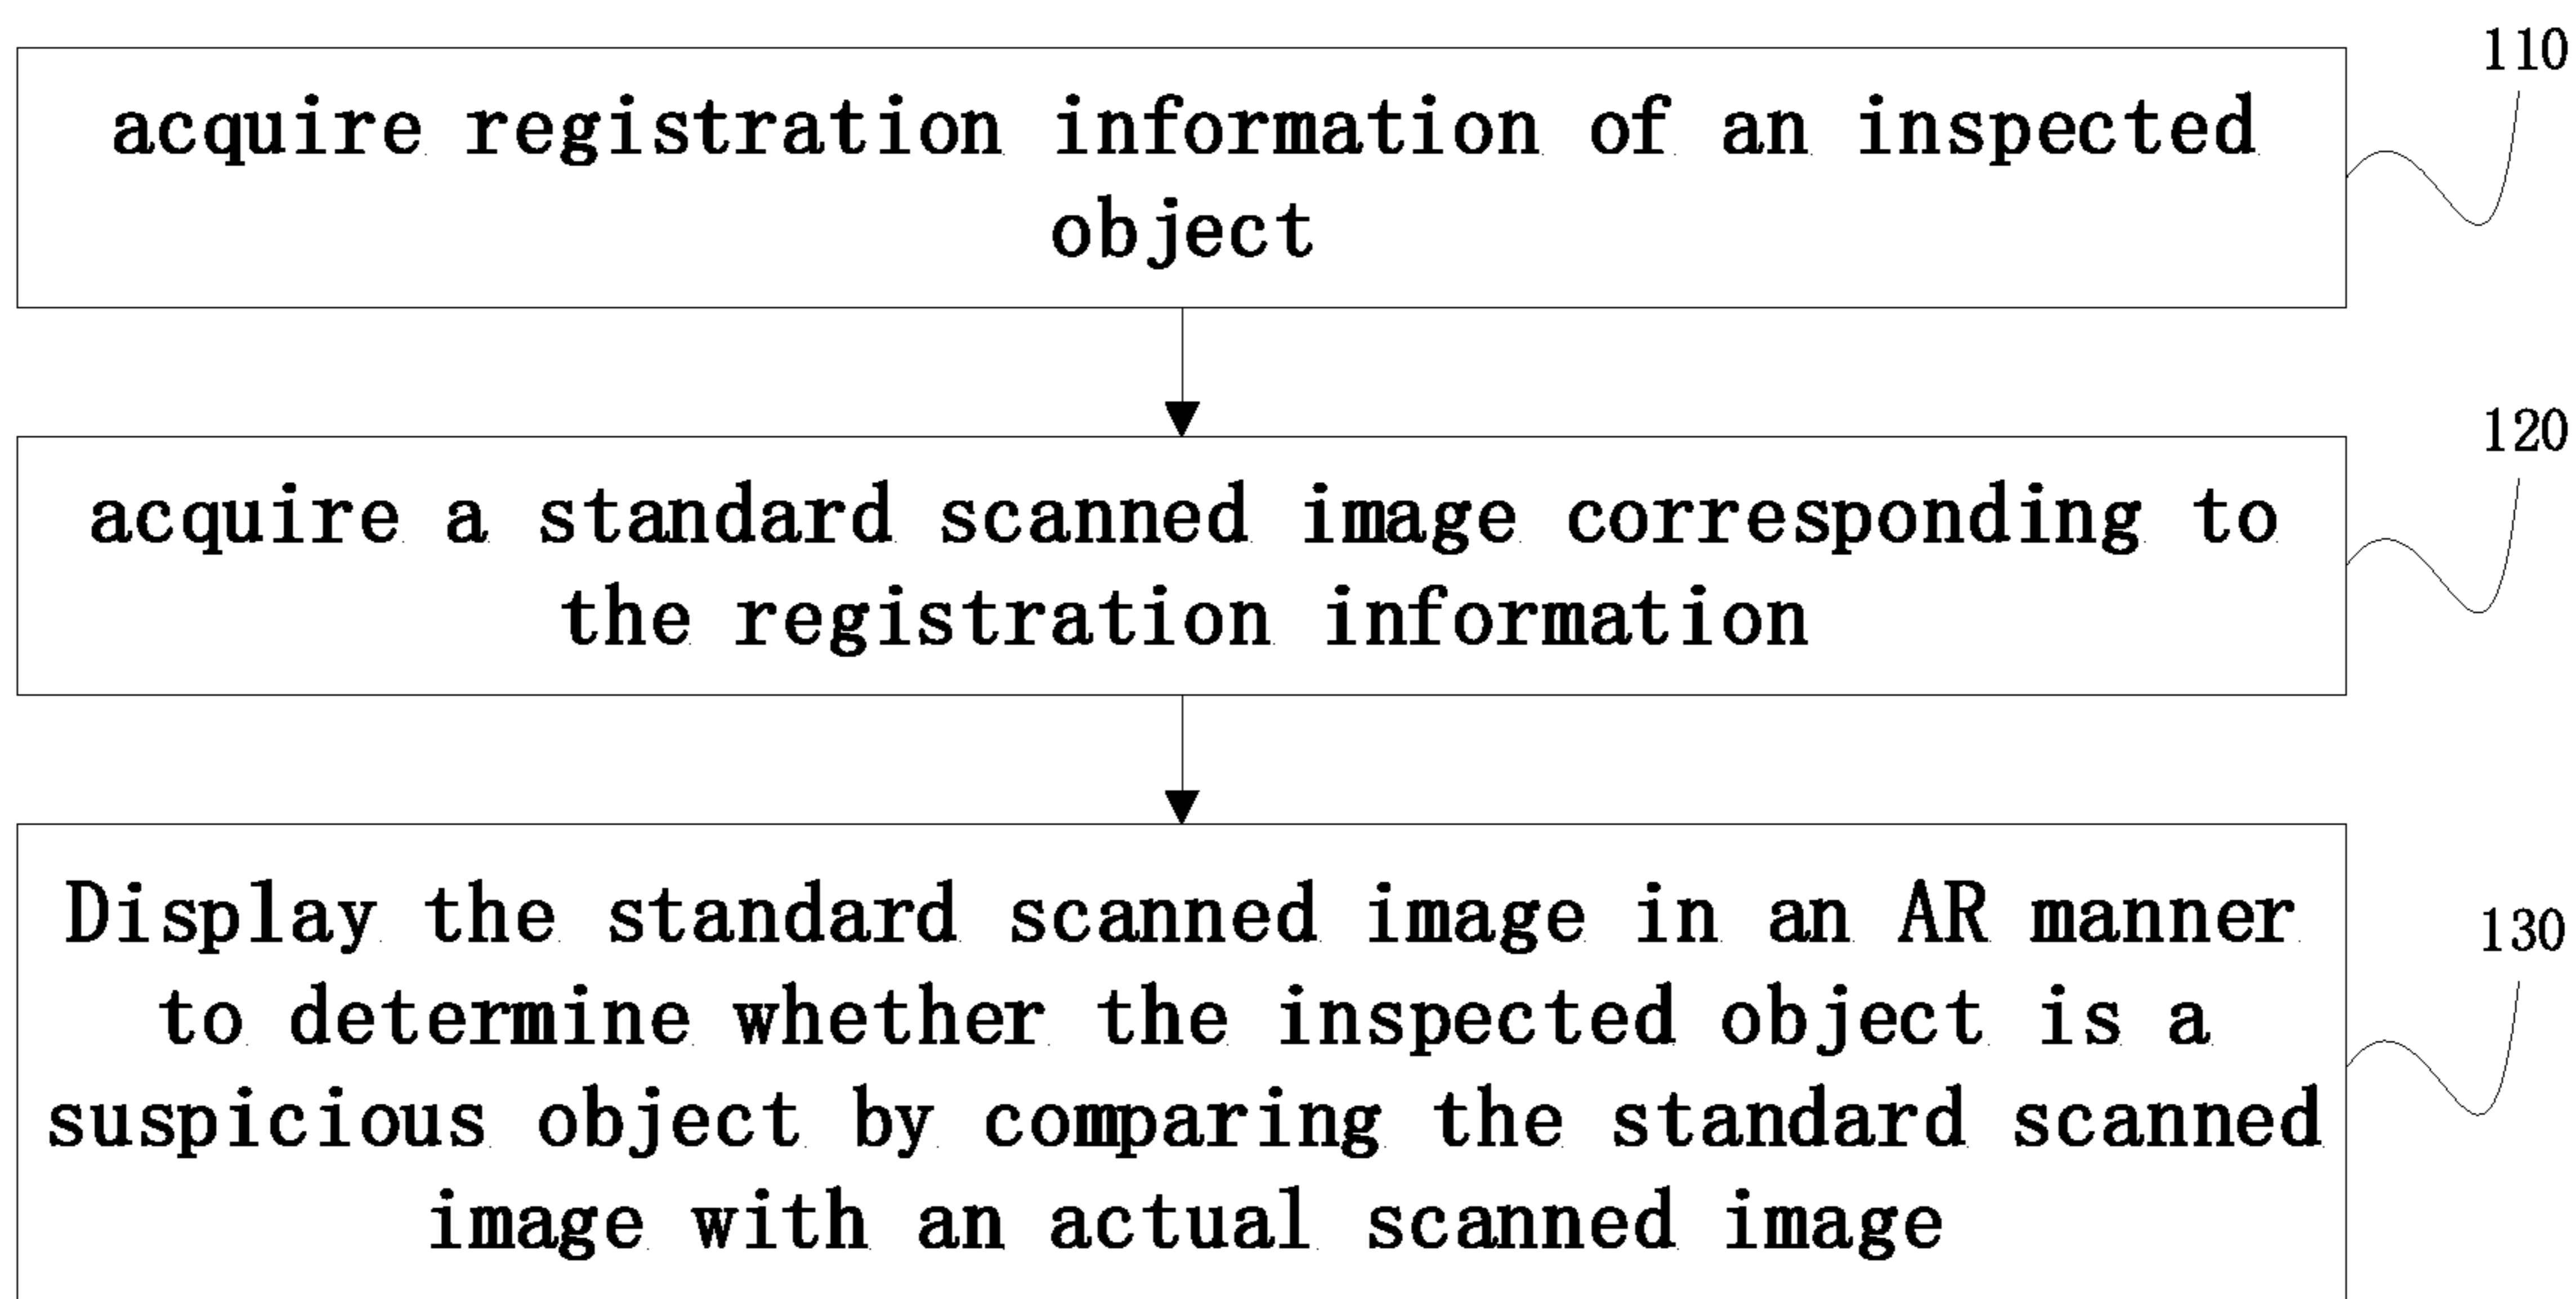 110
acquire registration information of an inspected
object
120
acquire a standard scanned image corresponding to
the registration information
130
Display the standard scanned image in an AR manner
to determine whether the inspected object is a
suspicious object by comparing the standard scanned
image with an actual scanned image